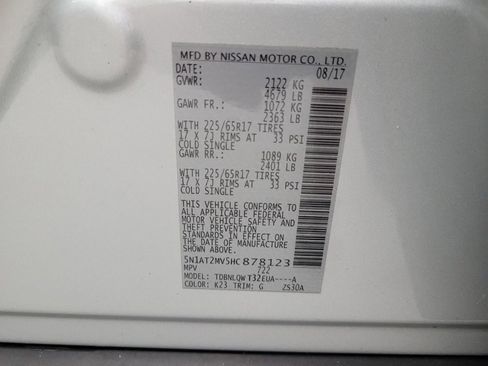 MFD BY NISSAN MOTOR CO., LTD.
DATE: 08/17
GVWR: 2122 KG
4679 LB
GAWR FR.: 1072 KG
2363 LB
WITH 225/65R17 TIRES
17 X 7J RIMS AT 33 PSI
COLD SINGLE
GAWR RR.: 1089 KG
2401 LB
WITH 225/65R17 TIRES
17 X 7J RIMS AT 33 PSI
COLD SINGLE
THIS VEHICLE CONFORMS TO
ALL APPLICABLE FEDERAL
MOTOR VEHICLE SAFETY AND
THEFT PREVENTION
STANDARDS IN EFFECT ON
THE DATE OF MANUFACTURE
SHOWN ABOVE.
5N1AT2MV5HC878123
MPV 722
MODEL: TDBNLQW T32EUA----A
COLOR: K23 TRIM: G ZS30A